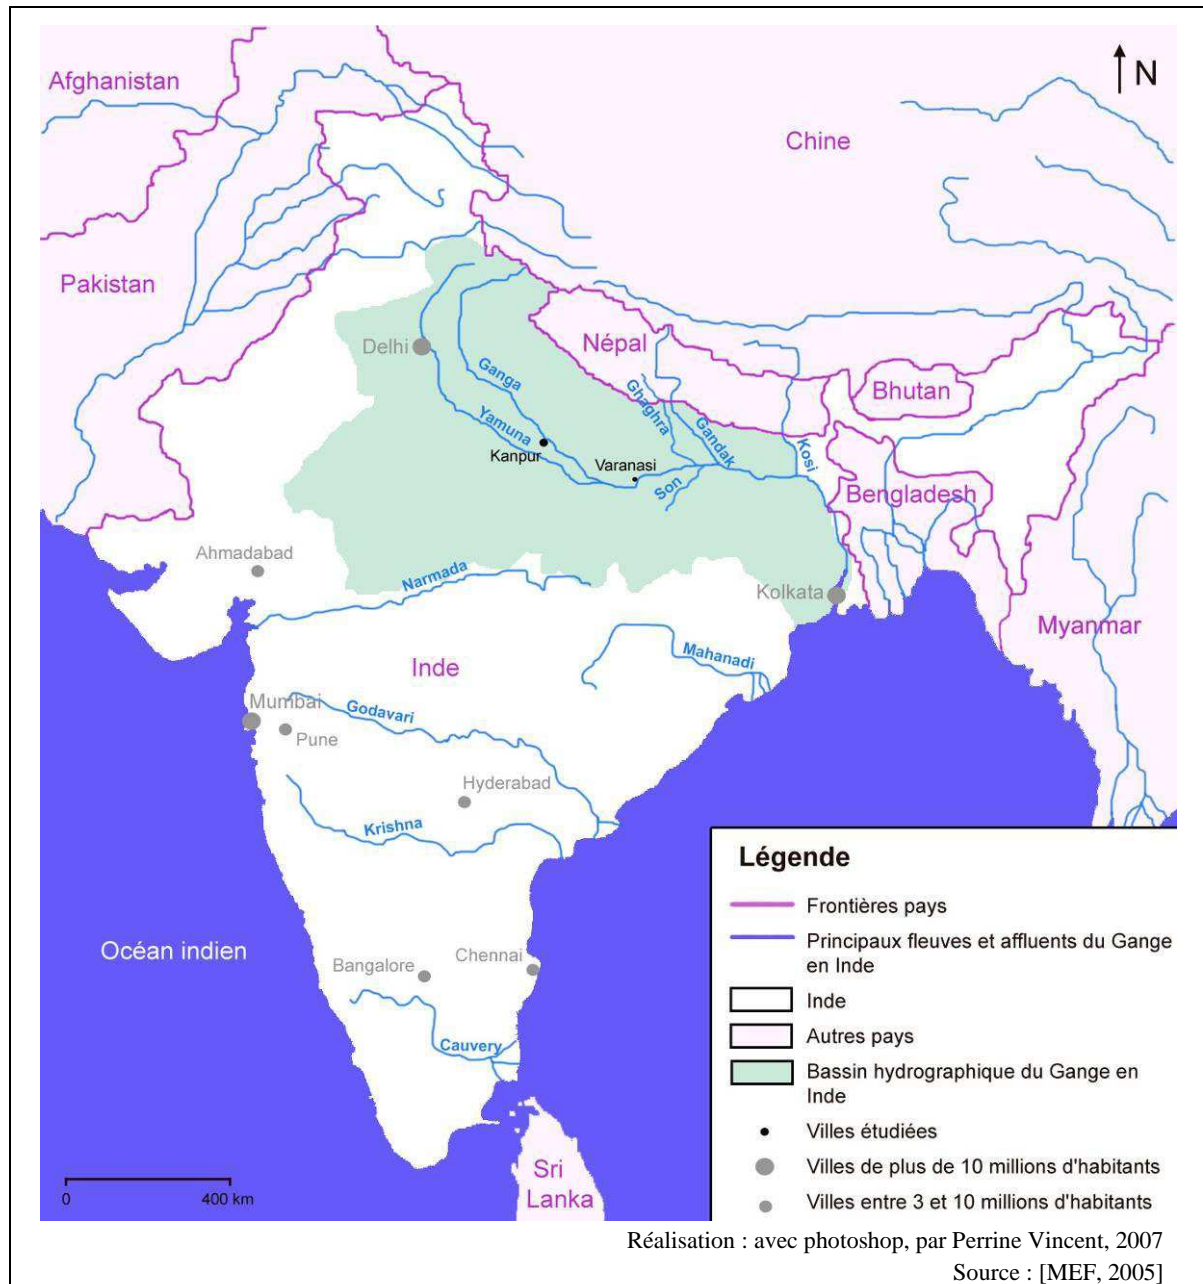 Afghanistan
N
Chine
Pakistan
Népal
Delhi
Ganga
Ghaghra
Bhutan
Yamuna
Gandak
Kosi
Kanpur
Varanasi
Son
Bengladesh
Ahmadabad
Narmada
Kolkata
Myanmar
Inde
Mahanadi
Mumbai
Godavari
Pune
Hyderabad
Krishna
Océan indien
Bangalore
Chennai
Cauvery
Sri
Lanka
0 400 km
Légende
Frontières pays
Principaux fleuves et affluents du Gange
en Inde
Inde
Autres pays
Bassin hydrographique du Gange en
Inde
Villes étudiées
Villes de plus de 10 millions d'habitants
Villes entre 3 et 10 millions d'habitants
Réalisation : avec photoshop, par Perrine Vincent, 2007
Source : [MEF, 2005]